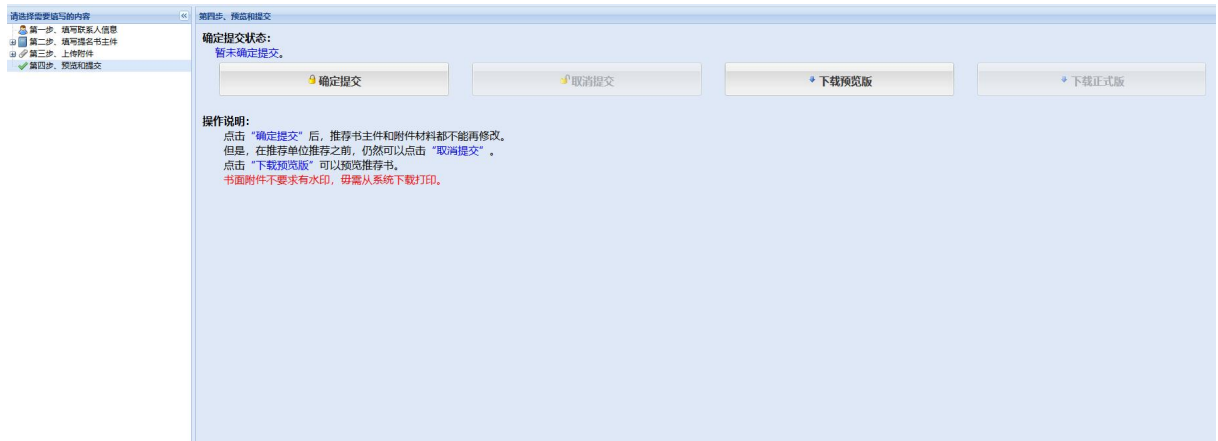 请选择需要填写的内容
第一步、填写联系人信息
第二步、填写提名书主件
第三步、上传附件
第四步、预览和提交
第四步、预览和提交
确定提交状态：
暂未确定提交。
确定提交 取消提交 下载预览版 下载正式版
操作说明：
点击“确定提交”后，推荐书主件和附件材料都不能再修改。
但是，在推荐单位推荐之前，仍然可以点击“取消提交”。
点击“下载预览版”可以预览推荐书。
书面附件不要求有水印，毋需从系统下载打印。